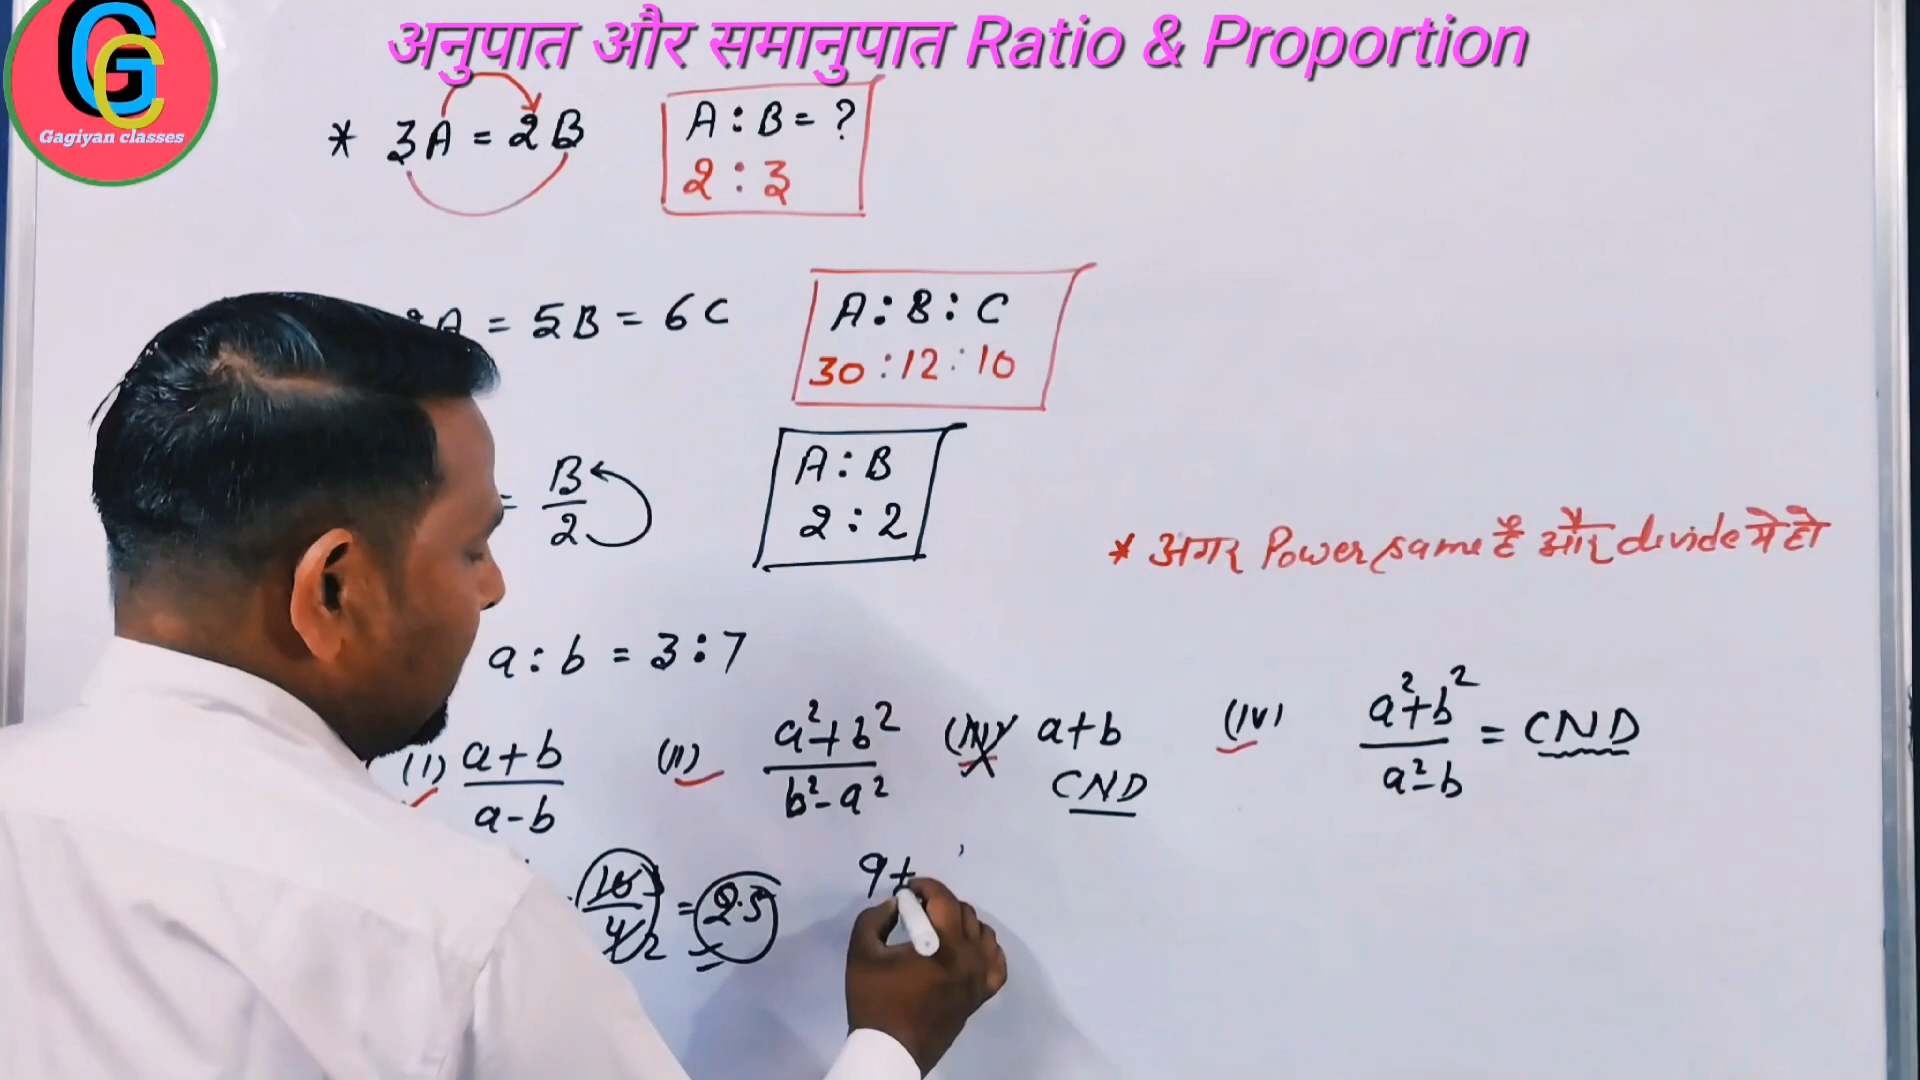 अनुपात और समानुपात Ratio & Proportion
GC
Gagiyan classes
* 3A = 2B
A : B = ?
2 : 3
A = 5B = 6C
A : B : C
30 : 12 : 10
= B/2
A : B
2 : 2
* अगर Power same है और divide मे हो
a : b = 3 : 7
(I) a+b / a-b
(II) a²+b² / b²-a²
(III) a+b
CND
(IV) a²+b² / a²-b = CND
10 / 4 2 = 2.5
9+